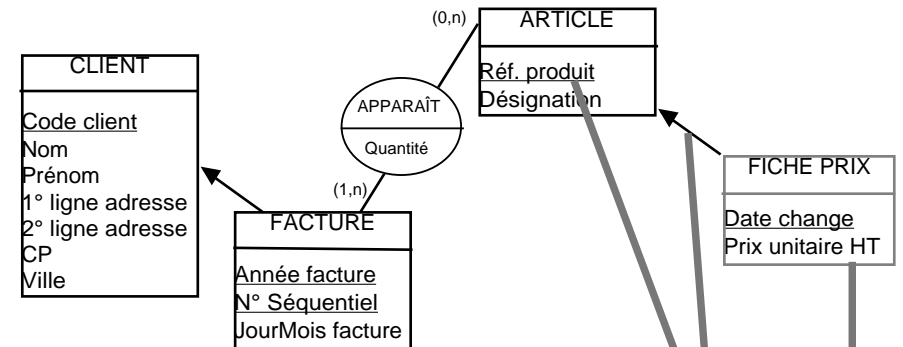 (0,n)
ARTICLE
Réf. produit
Désignation
CLIENT
Code client
Nom
Prénom
1° ligne adresse
2° ligne adresse
CP
Ville
APPARAÎT
Quantité
(1,n)
FACTURE
Année facture
N° Séquentiel
JourMois facture
FICHE PRIX
Date change
Prix unitaire HT